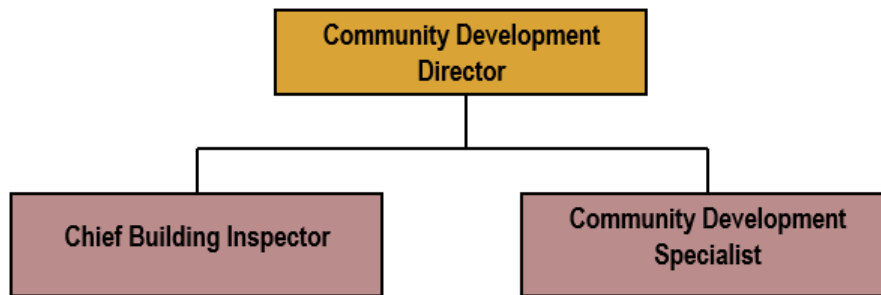 Community Development
Director
Chief Building Inspector
Community Development
Specialist